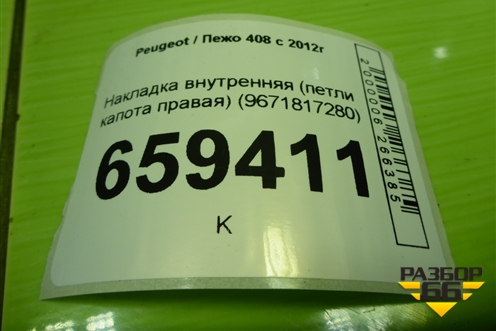 Peugeot / Пежо 408 с 2012г
Накладка внутренняя (петли
капота правая) (9671817280)
659411
К
2000006266385
РАЗБОР
66